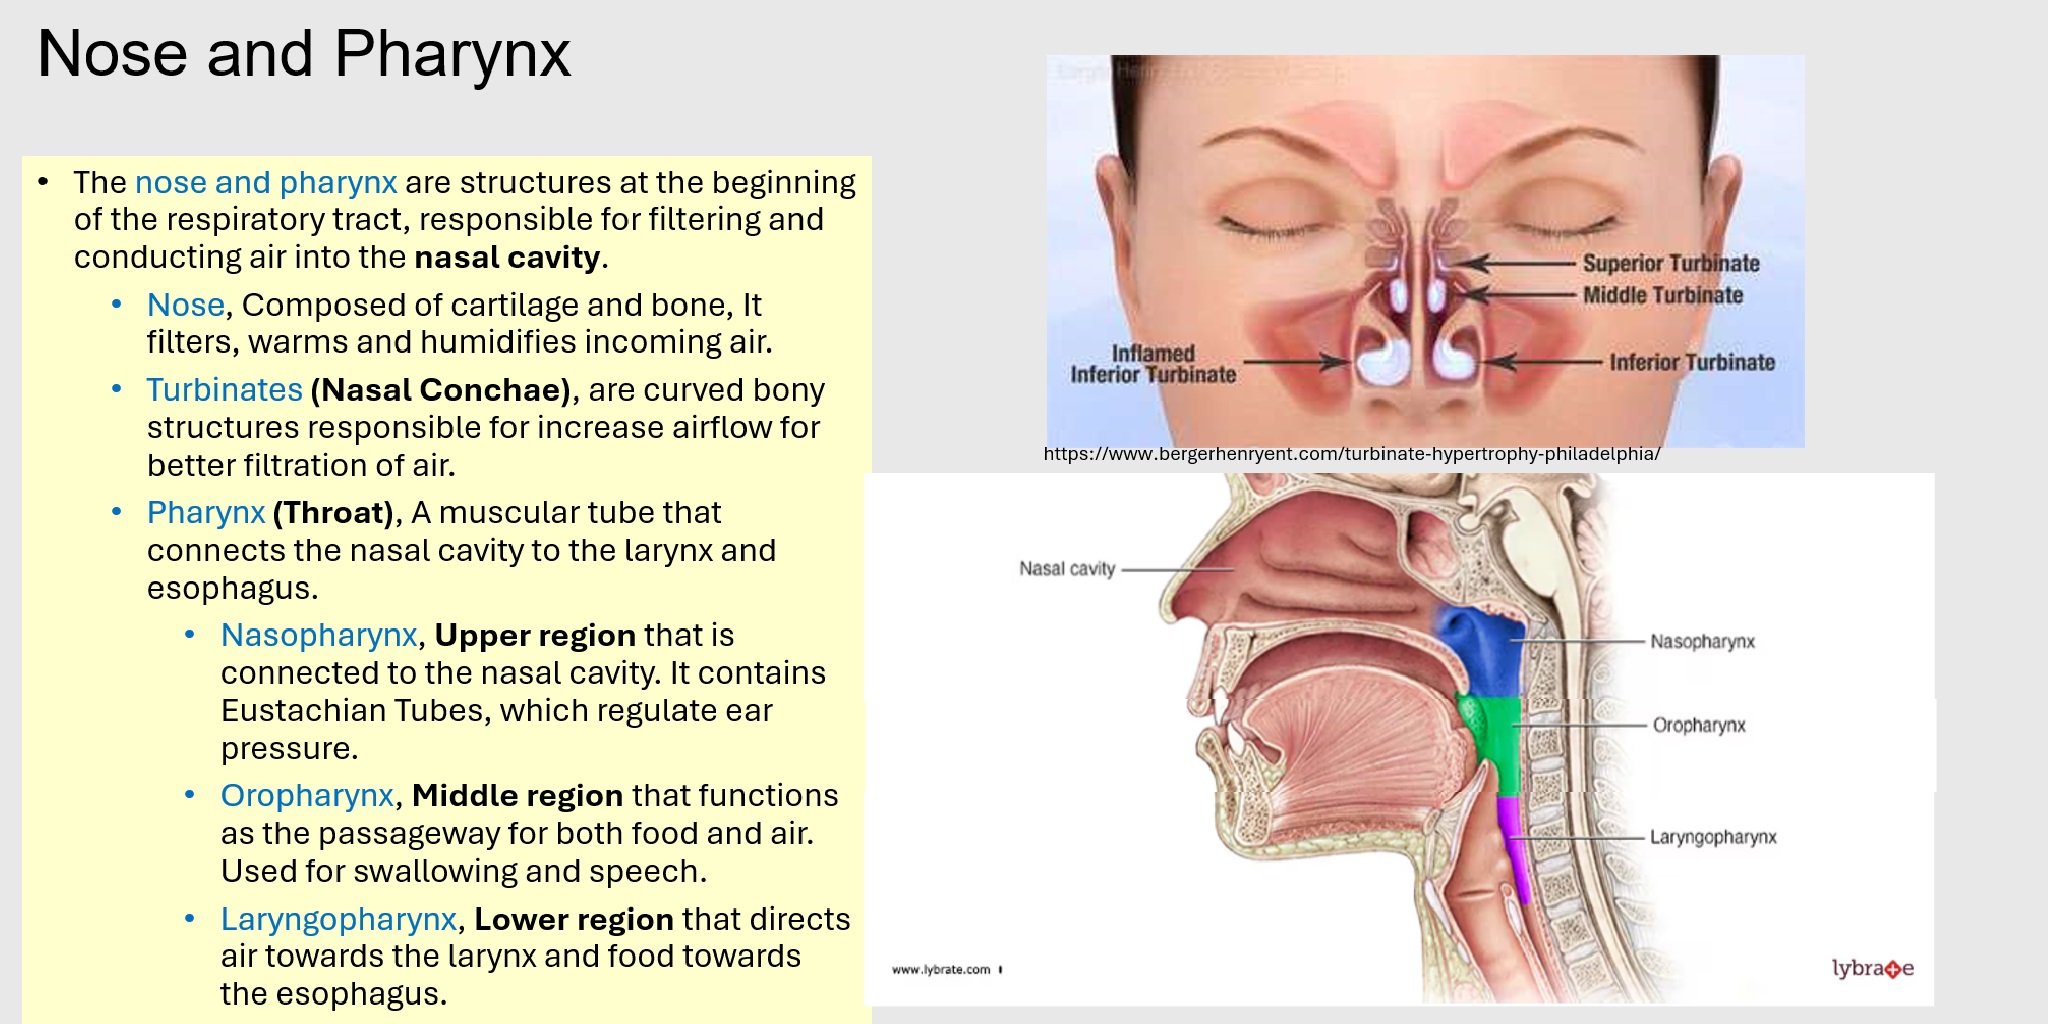 Nose and Pharynx
• The nose and pharynx are structures at the beginning
of the respiratory tract, responsible for filtering and
conducting air into the nasal cavity.
• Nose, Composed of cartilage and bone, It
filters, warms and humidifies incoming air.
• Turbinates (Nasal Conchae), are curved bony
structures responsible for increase airflow for
better filtration of air.
• Pharynx (Throat), A muscular tube that
connects the nasal cavity to the larynx and
esophagus.
• Nasopharynx, Upper region that is
connected to the nasal cavity. It contains
Eustachian Tubes, which regulate ear
pressure.
• Oropharynx, Middle region that functions
as the passageway for both food and air.
Used for swallowing and speech.
• Laryngopharynx, Lower region that directs
air towards the larynx and food towards
the esophagus.
Superior Turbinate
Middle Turbinate
Inflamed
Inferior Turbinate
Inferior Turbinate
https://www.bergerhenryent.com/turbinate-hypertrophy-philadelphia/
Nasal cavity
Nasopharynx
Oropharynx
Laryngopharynx
www.lybrate.com
lybrate